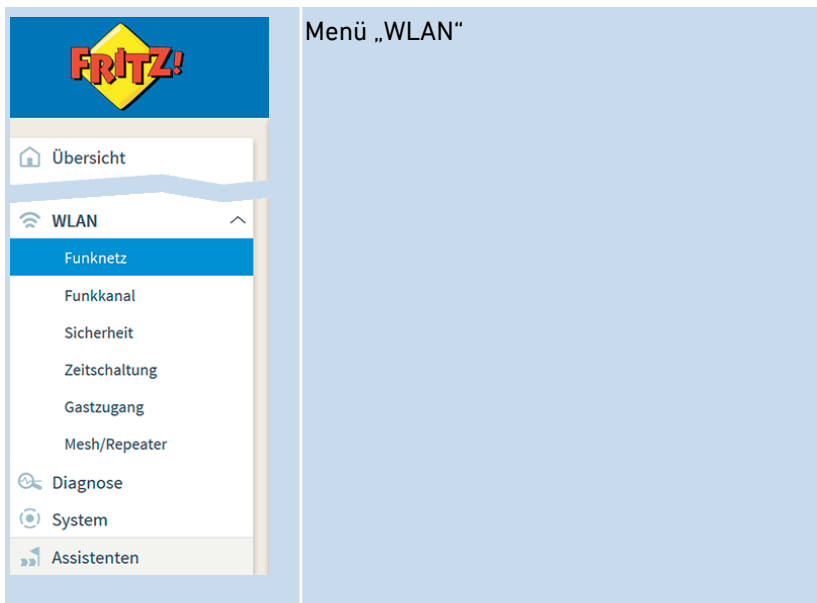 FRITZ!
Menü „WLAN“
Übersicht
WLAN
Funknetz
Funkkanal
Sicherheit
Zeitschaltung
Gastzugang
Mesh/Repeater
Diagnose
System
Assistenten